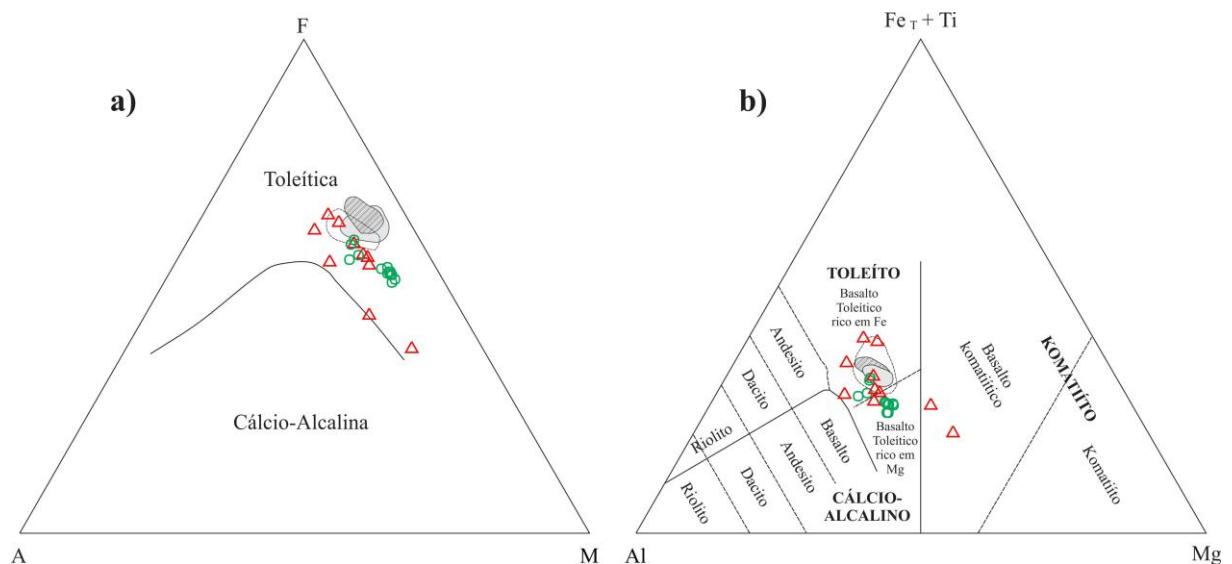 a)
F
Toleítica
Cálcio-Alcalina
A
M
b)
Fe T + Ti
TOLEÍTO
Basalto
Toleítico
rico em Fe
Andesito
Dacito
Riolito
Basalto
Andesito
Dacito
Riolito
Basalto
Toleítico
rico em
Mg
CÁLCIO-
ALCALINO
Basalto
komatiítico
KOMATIÍTO
Komatiíto
Al
Mg